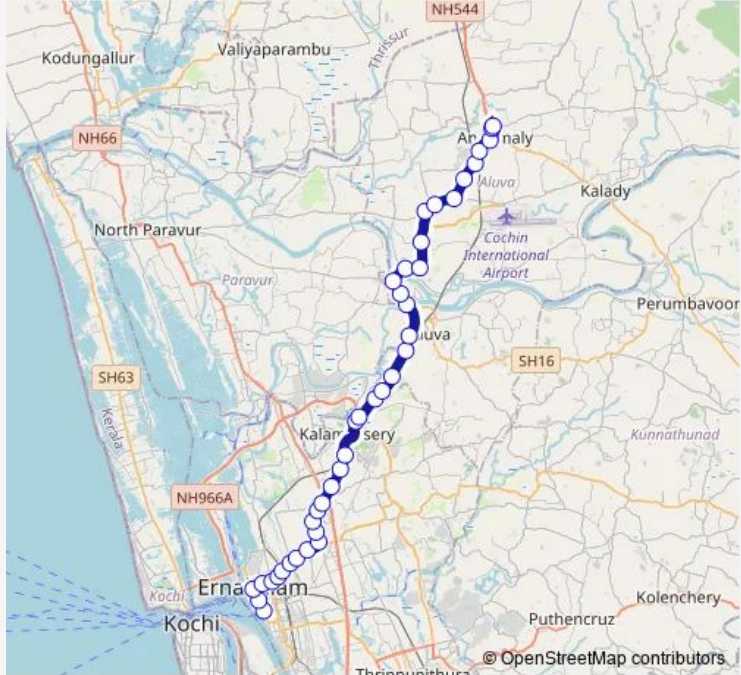 NH544
Kodungallur
Valiyaparambu
Thrissur
NH66
Aluva
Kalady
North Paravur
Cochin
International
Airport
Paravur
Perumbavoor
SH16
SH63
Kerala
Kunnathunad
NH966A
Kochi
Kolenchery
Kochi
Puthencruz
© OpenStreetMap contributors